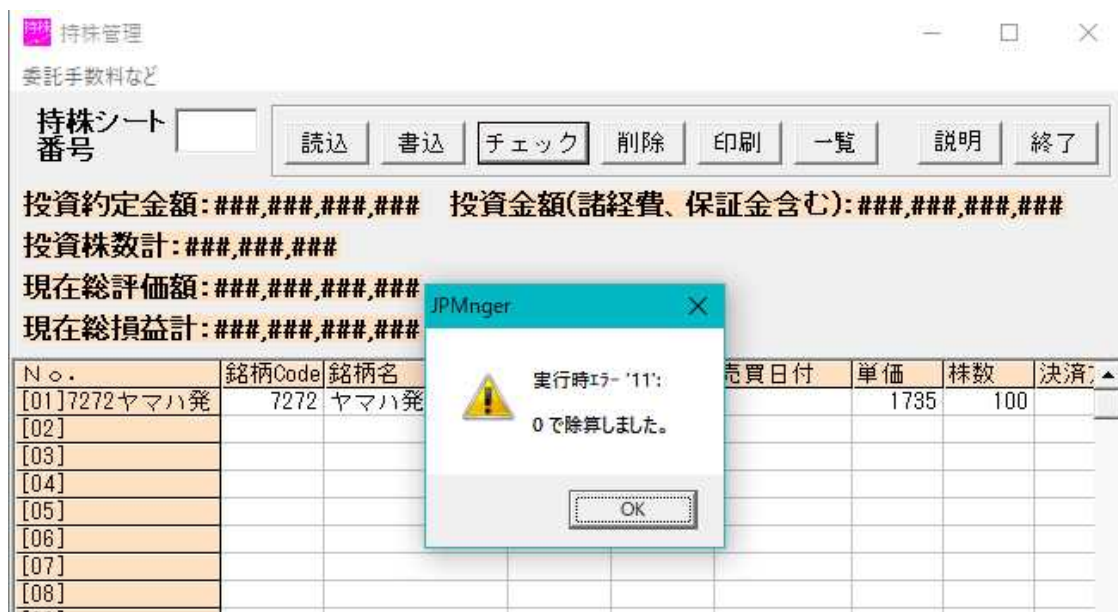 持株 持株管理
委託手数料など
持株シート番号
読込 書込 チェック 削除 印刷 一覧 説明 終了
投資約定金額:###,###,###,### 投資金額(諸経費、保証金含む):###,###,###,###
投資株数計:###,###,###
現在総評価額:###,###,###,###
現在総損益計:###,###,###,###
JPMnger
実行時エラー '11':
0 で除算しました。
OK
No. 銘柄Code 銘柄名 売買日付 単価 株数 決済
[01]7272ヤマハ発 7272 ヤマハ発 1735 100
[02]
[03]
[04]
[05]
[06]
[07]
[08]